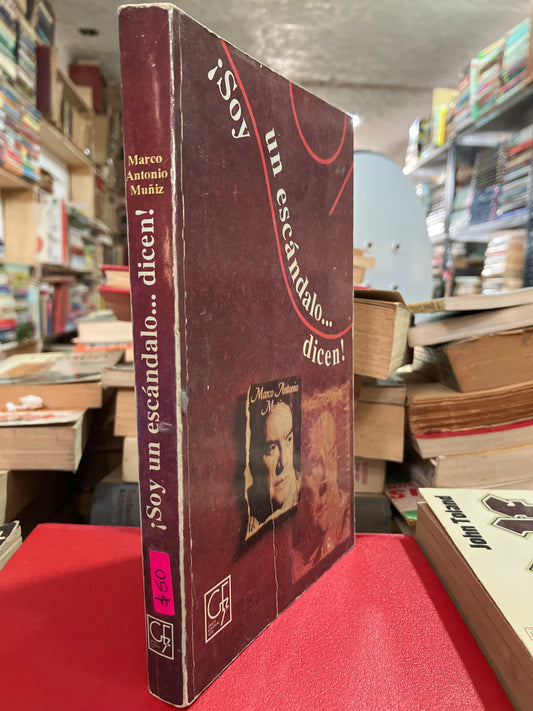 Marco
Antonio
Muñiz
¡Soy un escándalo... dicen!
$50
¡Soy
un escándalo...
dicen!
Marco Antonio
Muñiz
John Toland